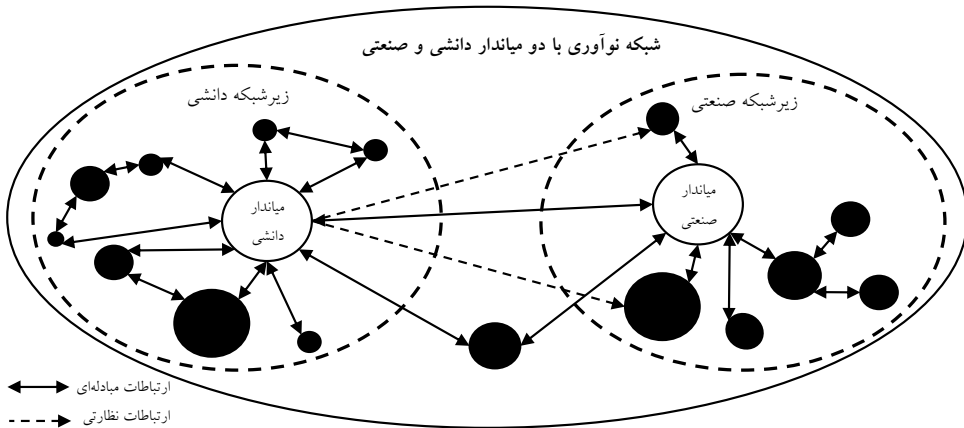 شبکه نوآوری با دو میاندار دانشی و صنعتی
زیرشبکه صنعتی
زیرشبکه دانشی
میاندار
صنعتی
میاندار
دانشی
ارتباطات مبادله‌ای
ارتباطات نظارتی